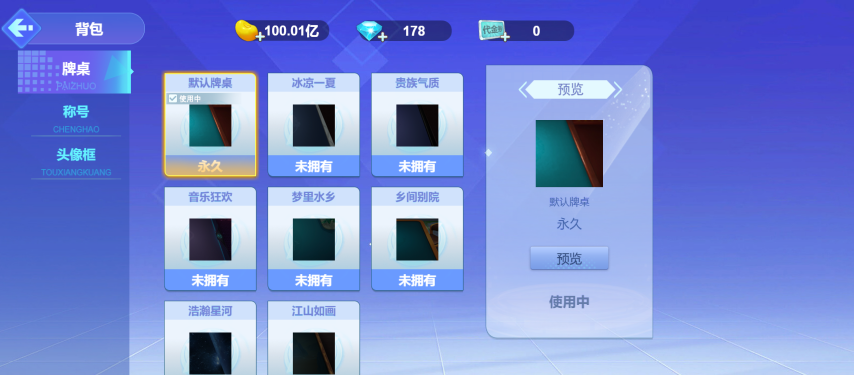 背包
100.01亿
178
代金券
0
牌桌
PAIZHUO
称号
CHENGHAO
头像框
TOUXIANGKUANG
默认牌桌
使用中
永久
冰凉一夏
未拥有
贵族气质
未拥有
音乐狂欢
未拥有
梦里水乡
未拥有
乡间别院
未拥有
浩瀚星河
江山如画
预览
默认牌桌
永久
预览
使用中